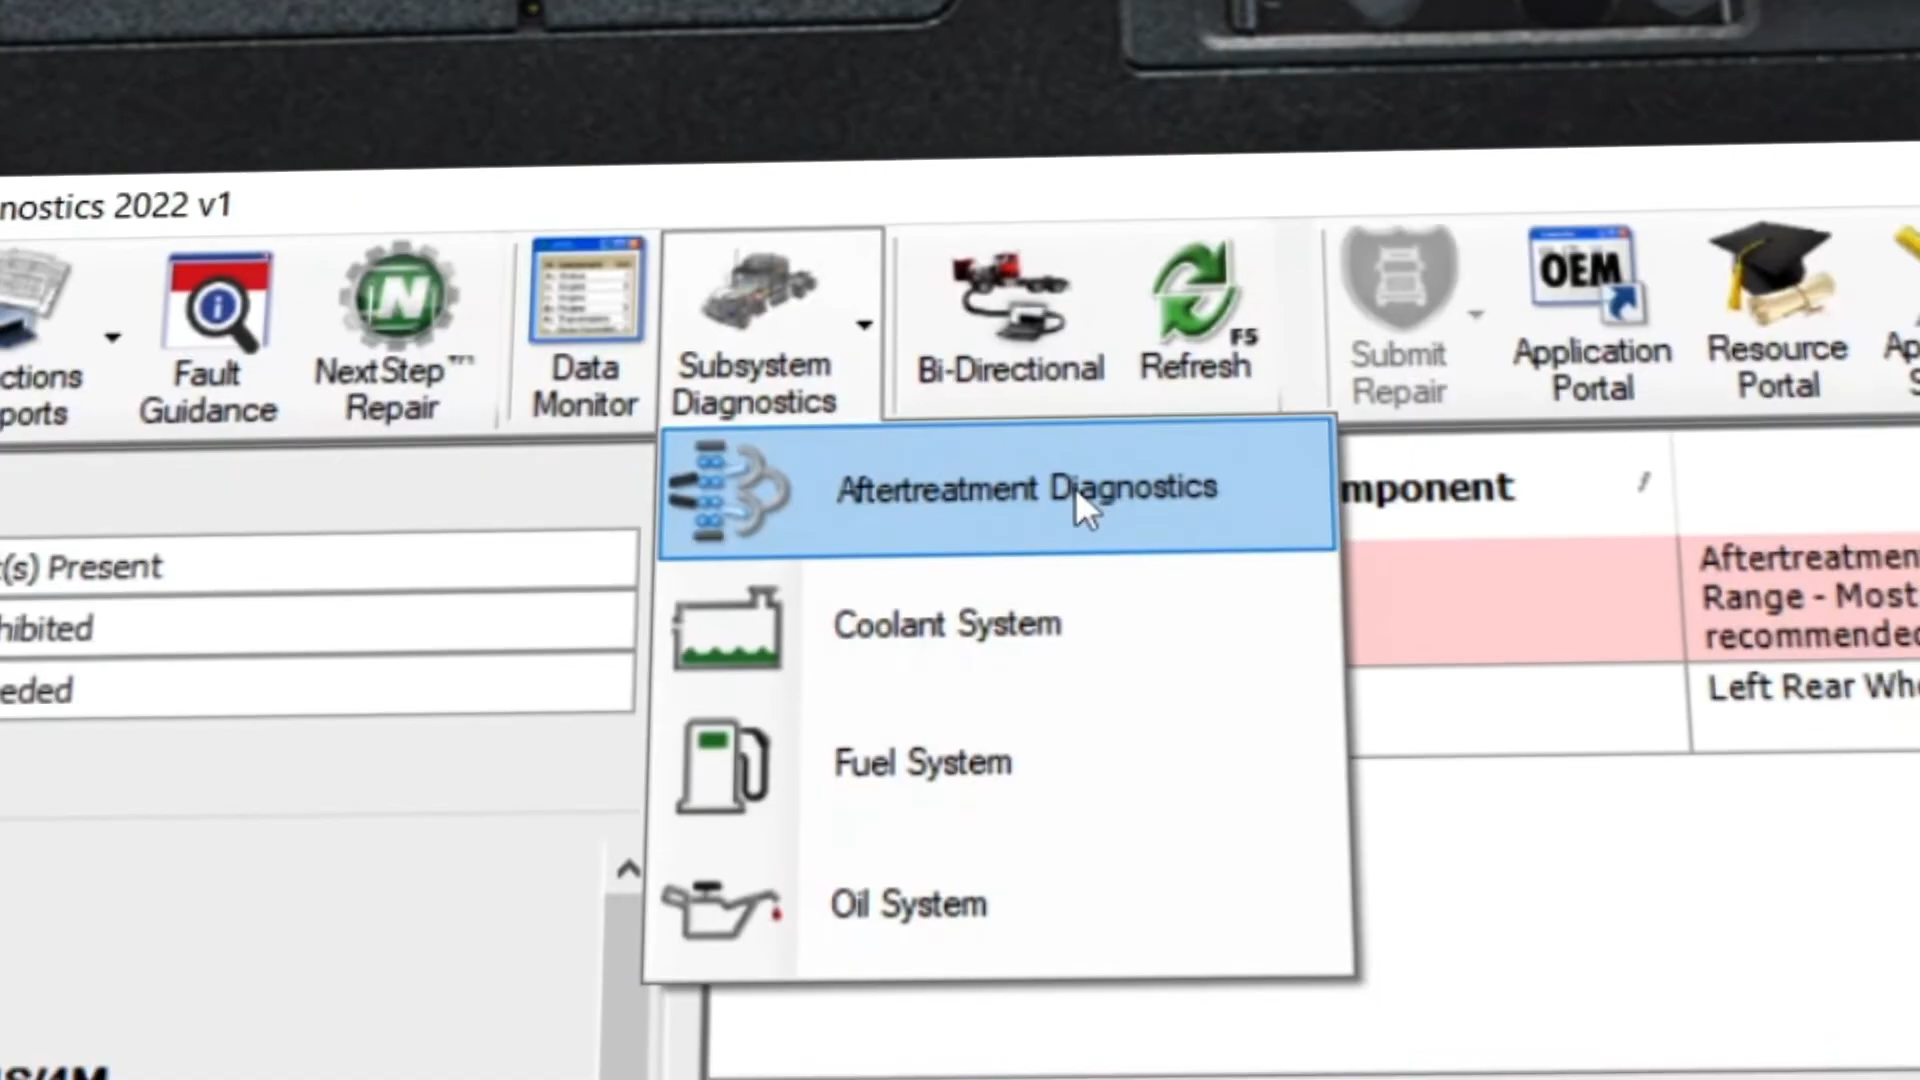 nostics 2022 v1
ctions
ports
Fault
Guidance
NextStep™
Repair
Data
Monitor
Subsystem
Diagnostics
Bi-Directional
F5
Refresh
Submit
Repair
OEM
Application
Portal
Resource
Portal
Ap
S
Aftertreatment Diagnostics
Coolant System
Fuel System
Oil System
t(s) Present
hibited
eded
mponent
Aftertreatmen
Range - Most
recommended
Left Rear Whe